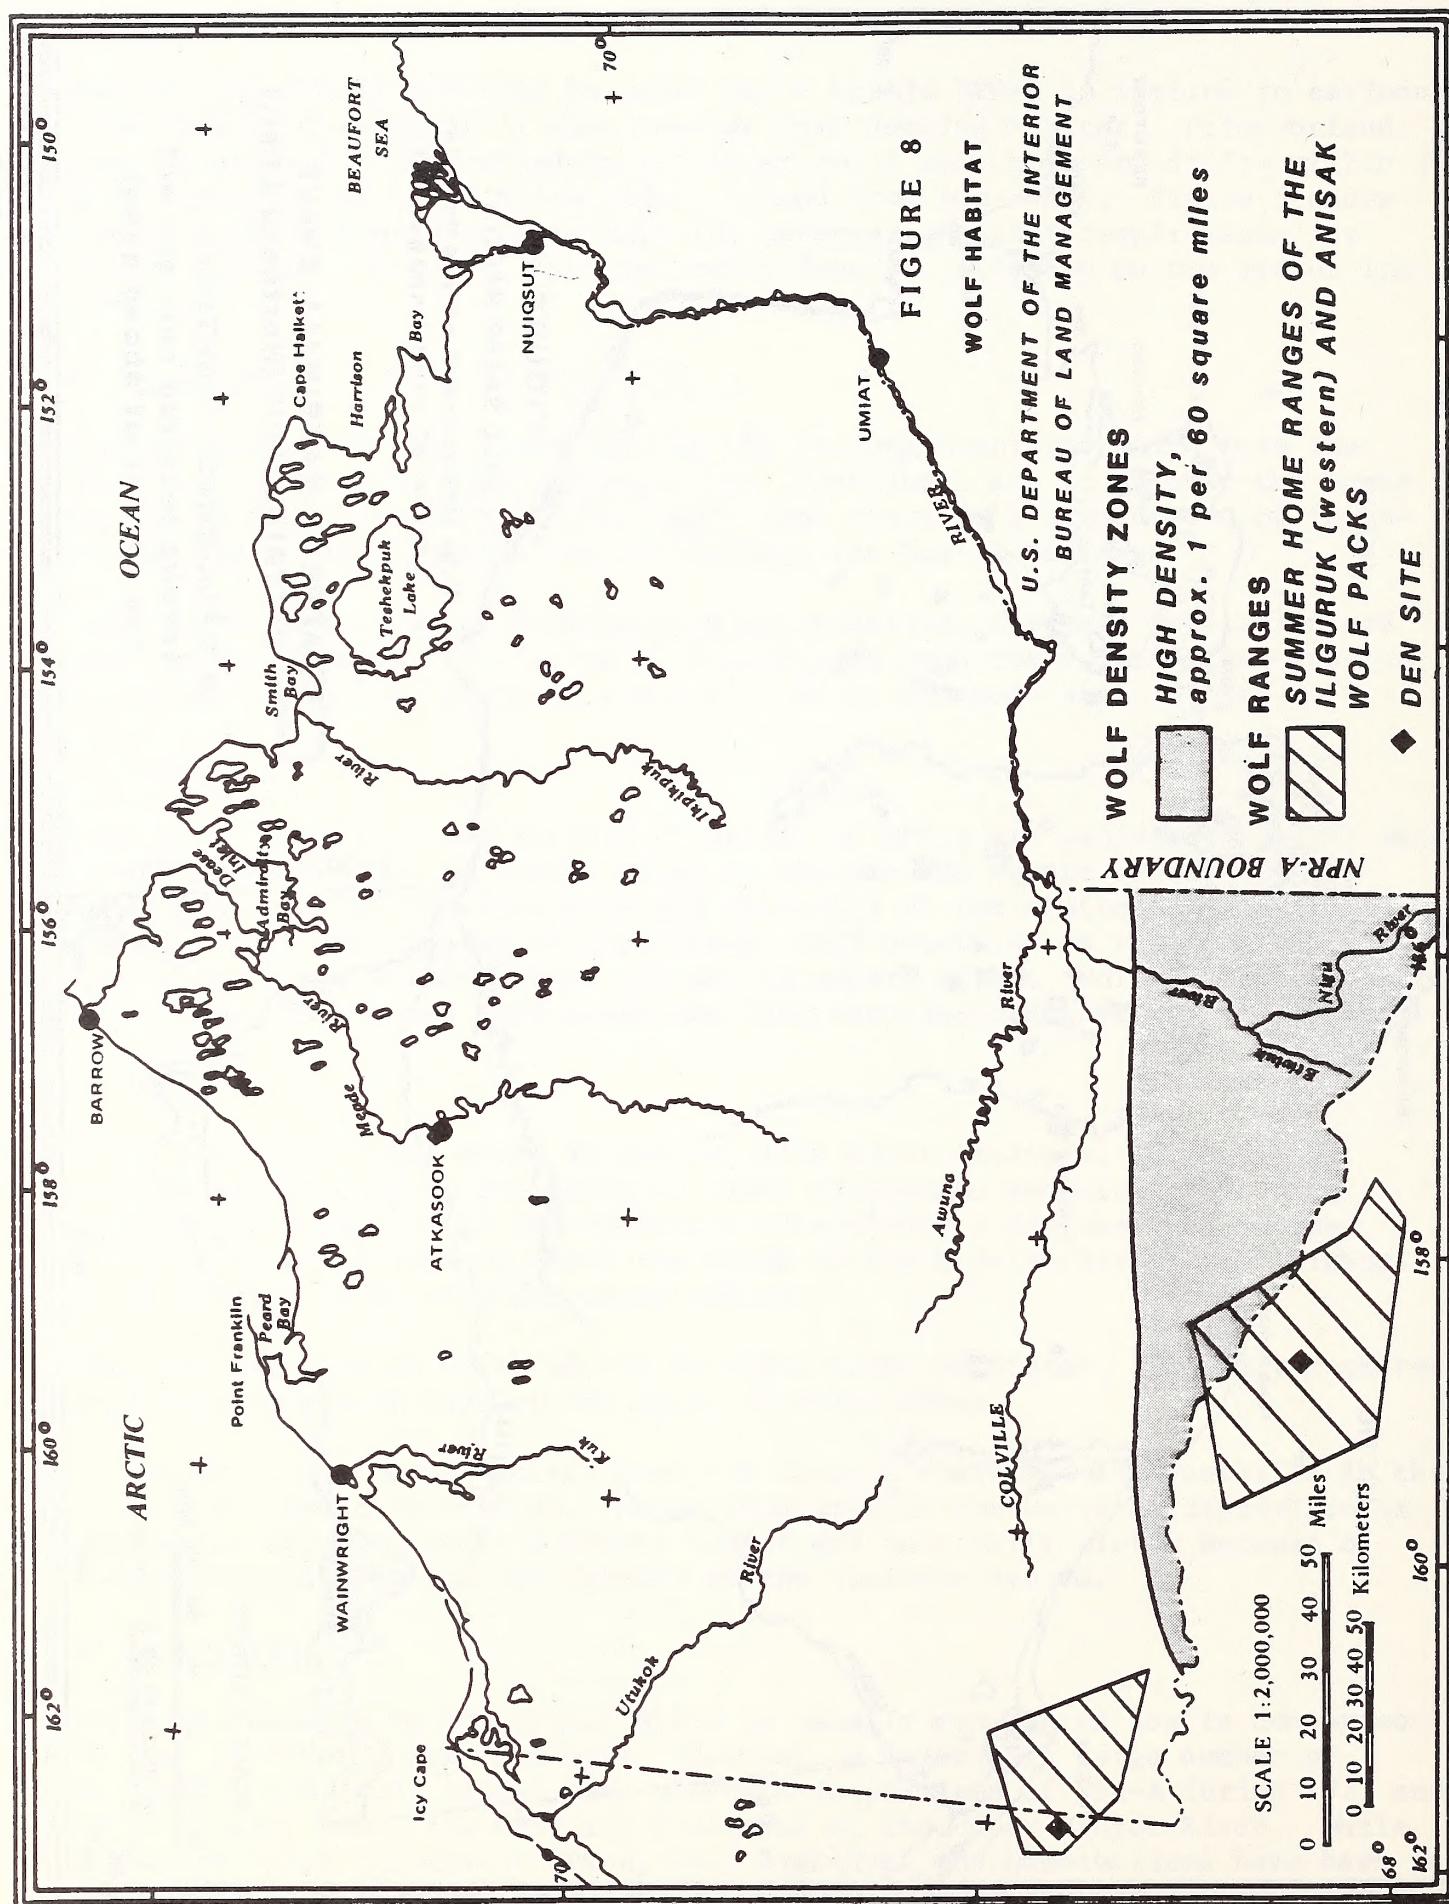 150°
152°
154°
156°
158°
160°
162°
ARCTIC
OCEAN
BEAUFORT
SEA
70°
Cape Halkett
Harrison
Bay
Smith
Bay
Teshekpuk
Lake
Dease
Inlet
Admiralty
Bay
BARROW
Point Franklin
Peard
Bay
WAINWRIGHT
Icy Cape
ATKASOOK
NUIQSUT
UMIAT
Meade
River
River
Ikpikpuk
River
Kuk
Utukok
River
Awuna
River
COLVILLE
RIVER
River
Etivluk
Nigu
River
NPR-A BOUNDARY
FIGURE 8
WOLF HABITAT
U.S. DEPARTMENT OF THE INTERIOR
BUREAU OF LAND MANAGEMENT
WOLF DENSITY ZONES
HIGH DENSITY,
approx. 1 per 60 square miles
WOLF RANGES
SUMMER HOME RANGES OF THE
ILIGURUK (western) AND ANISAK
WOLF PACKS
DEN SITE
SCALE 1:2,000,000
0 10 20 30 40 50 Miles
0 10 20 30 40 50 Kilometers
70
68°
162°
160°
158°
156°